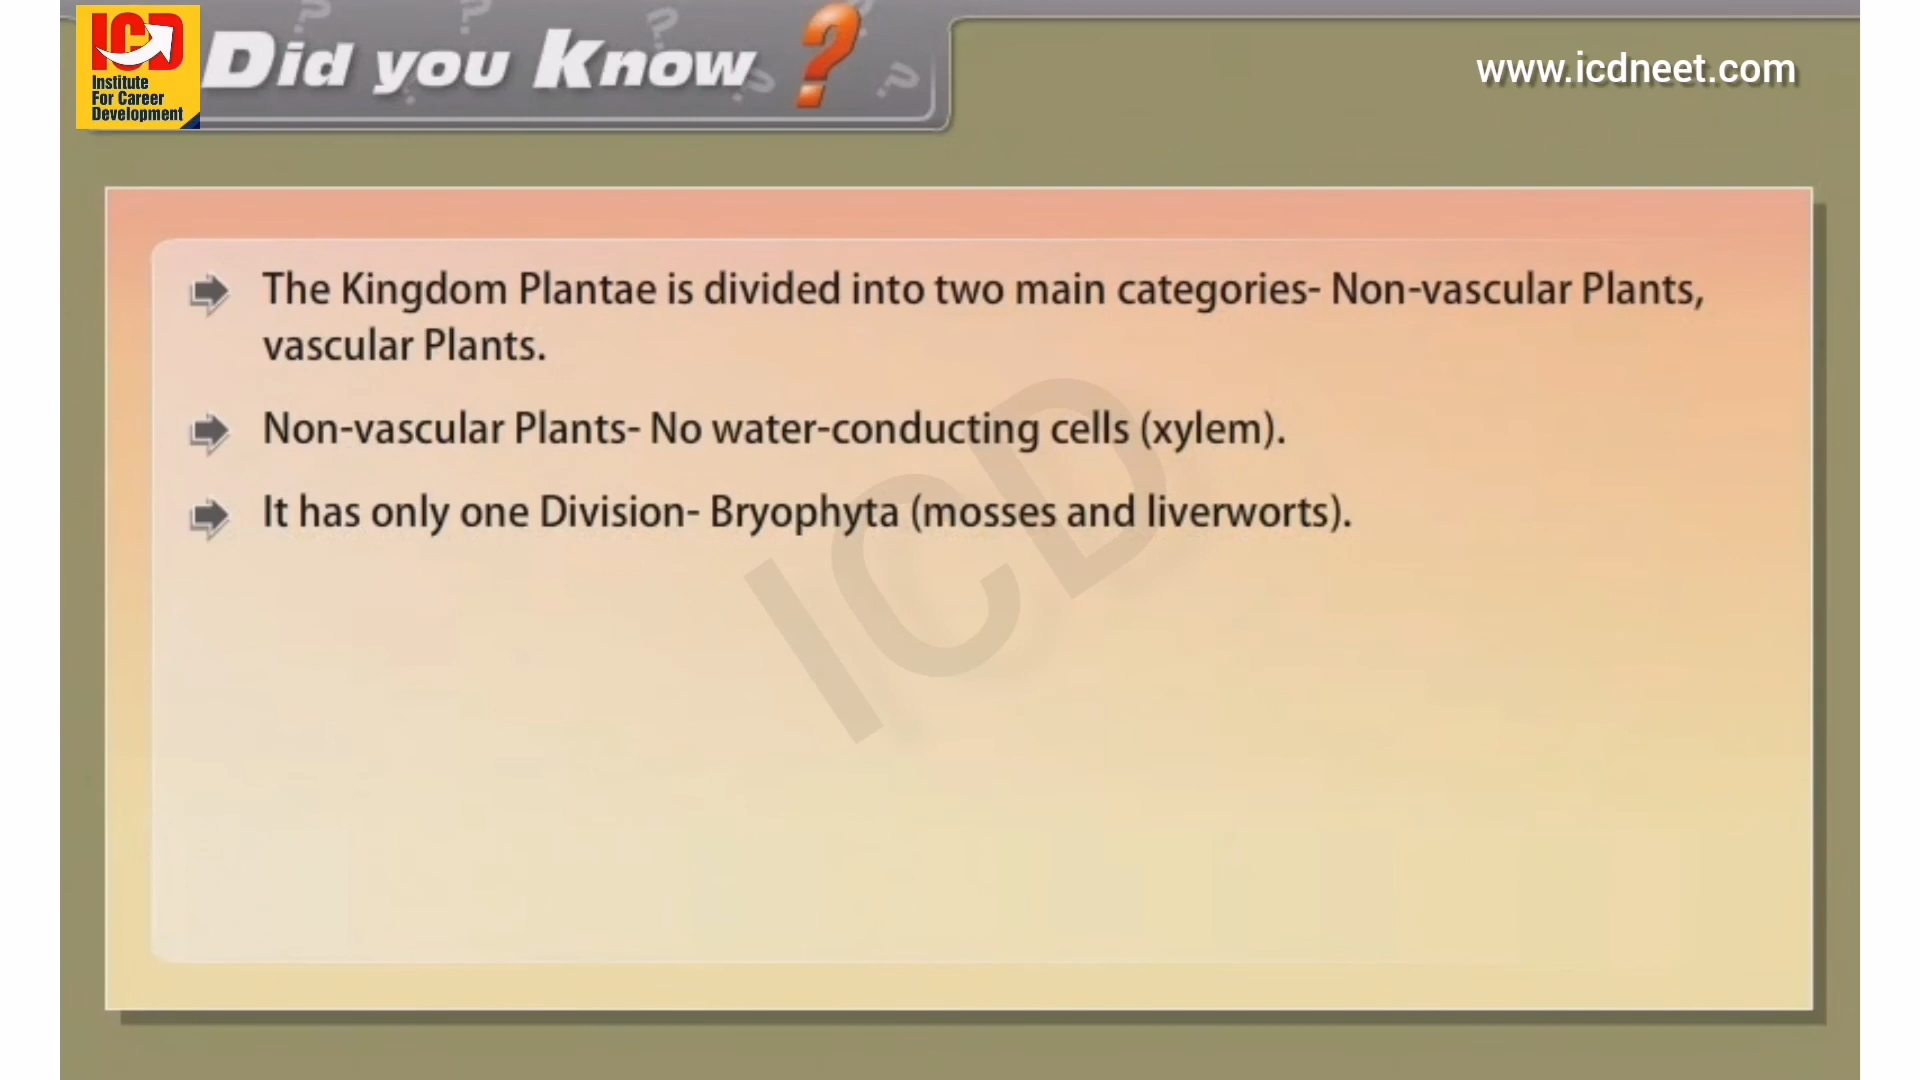 ICD
Institute
For Career
Development
Did you Know ?
www.icdneet.com
The Kingdom Plantae is divided into two main categories- Non-vascular Plants,
vascular Plants.
Non-vascular Plants- No water-conducting cells (xylem).
It has only one Division- Bryophyta (mosses and liverworts).
ICD